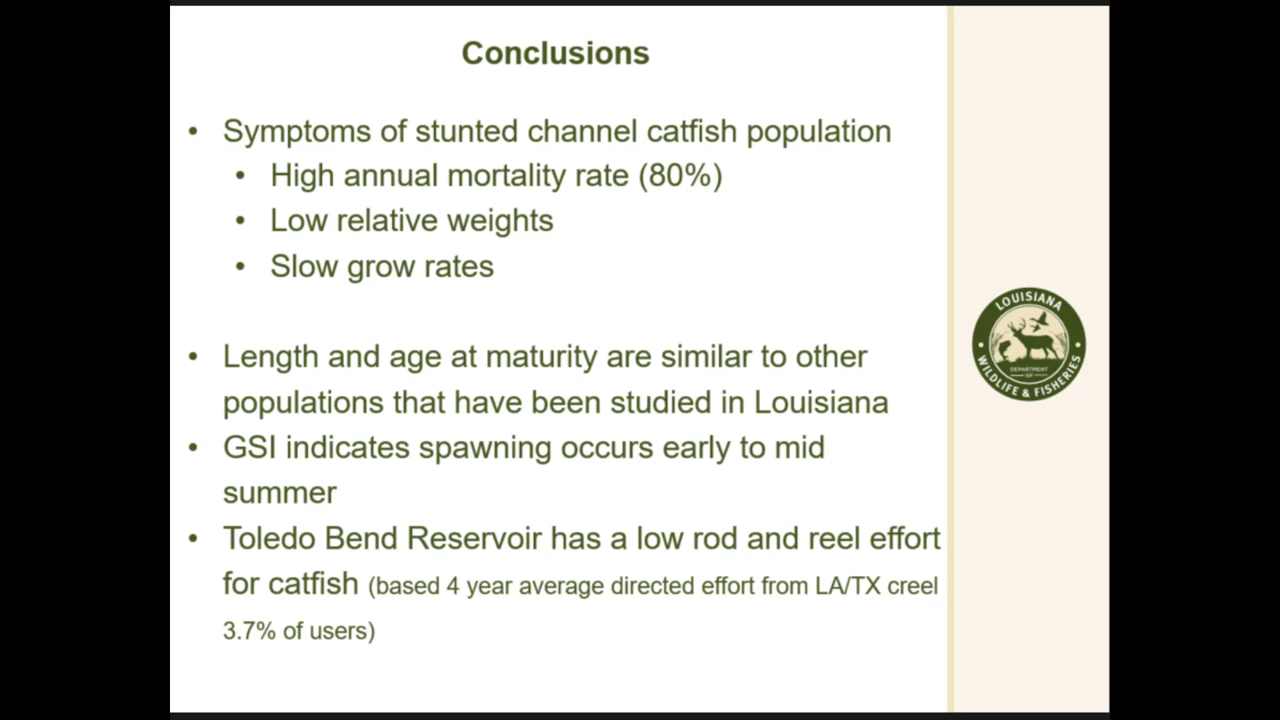 Conclusions
• Symptoms of stunted channel catfish population
• High annual mortality rate (80%)
• Low relative weights
• Slow grow rates
• Length and age at maturity are similar to other
populations that have been studied in Louisiana
• GSI indicates spawning occurs early to mid
summer
• Toledo Bend Reservoir has a low rod and reel effort
for catfish (based 4 year average directed effort from LA/TX creel
3.7% of users)
LOUISIANA
DEPARTMENT
OF
WILDLIFE & FISHERIES